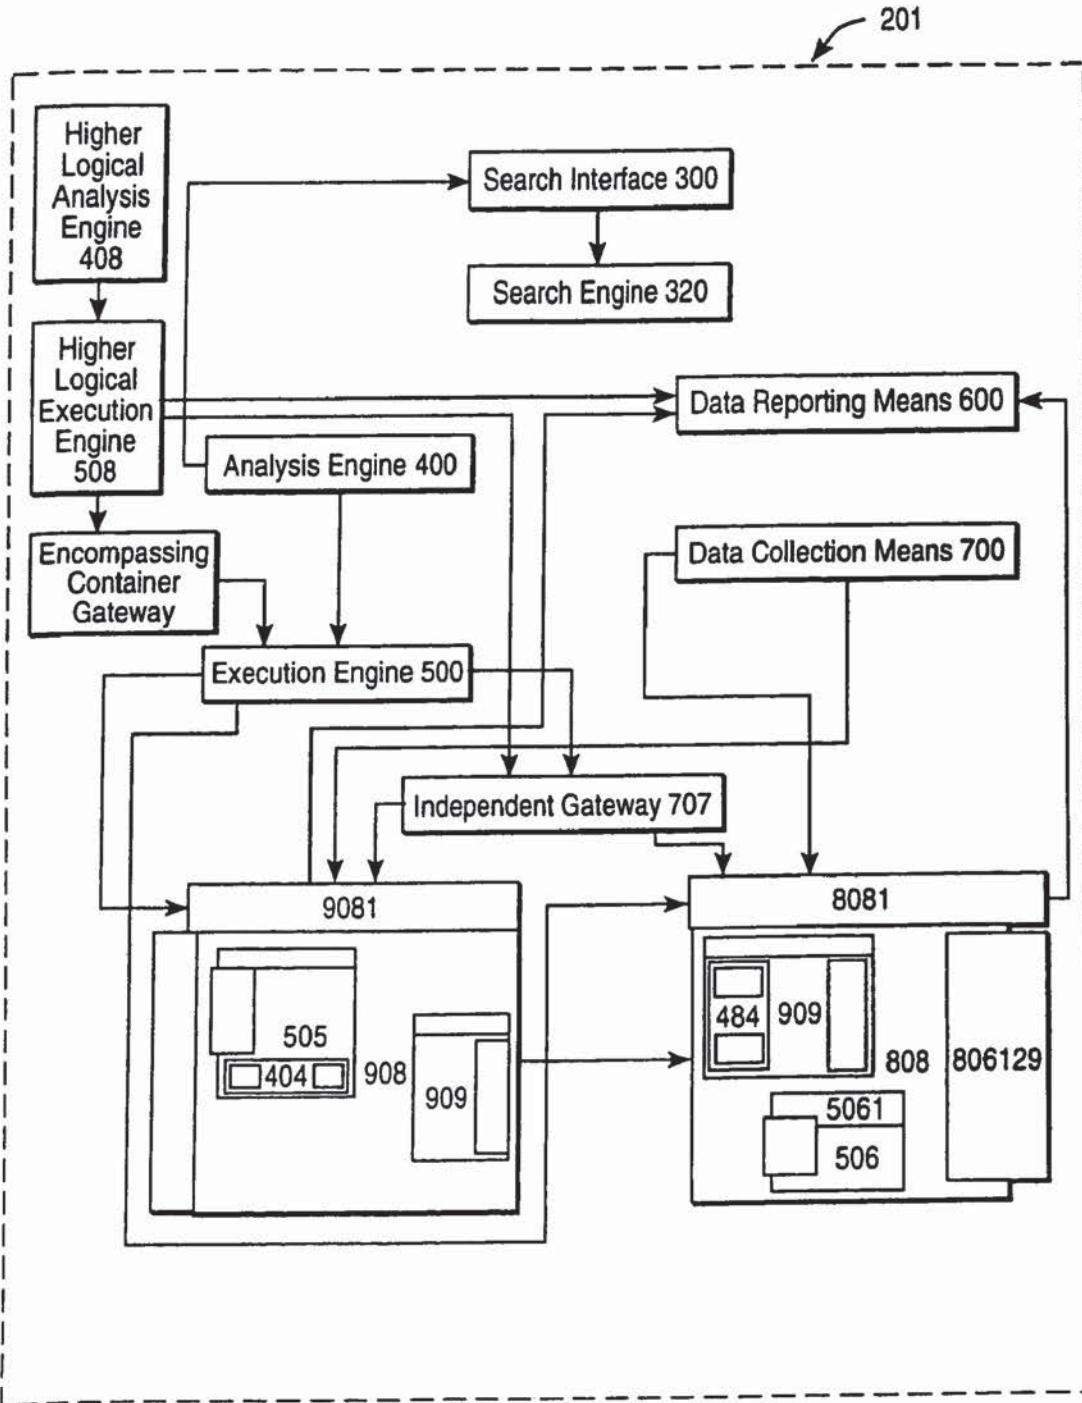 201
Higher
Logical
Analysis
Engine
408
Search Interface 300
Search Engine 320
Higher
Logical
Execution
Engine
508
Data Reporting Means 600
Analysis Engine 400
Data Collection Means 700
Encompassing
Container
Gateway
Execution Engine 500
Independent Gateway 707
9081
8081
505
404
908
909
484
909
808
806129
5061
506